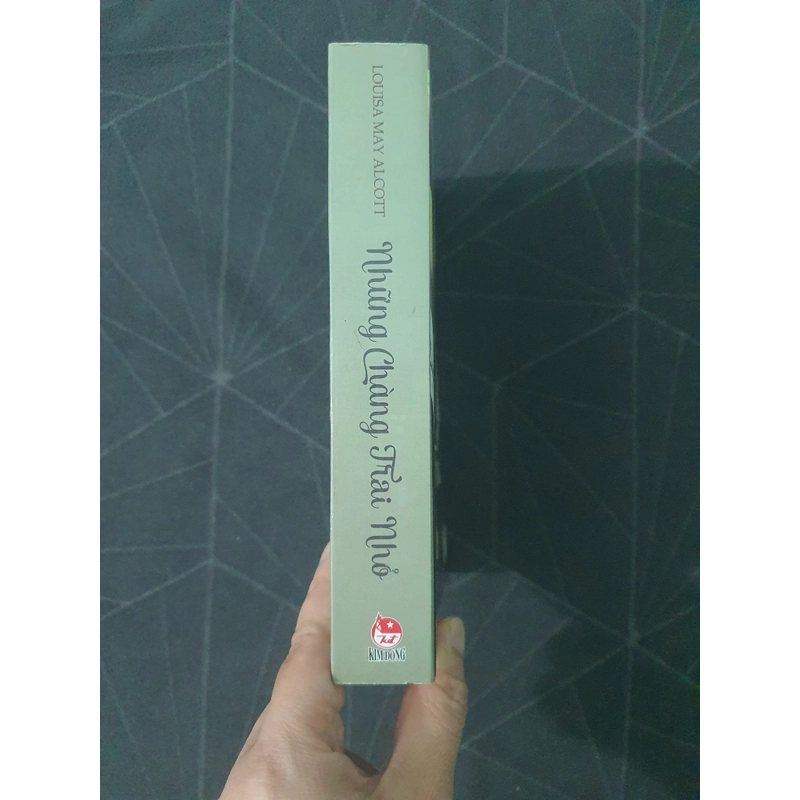 LOUISA MAY ALCOTT
Những Chàng Trai Nhỏ
KIM ĐỒNG